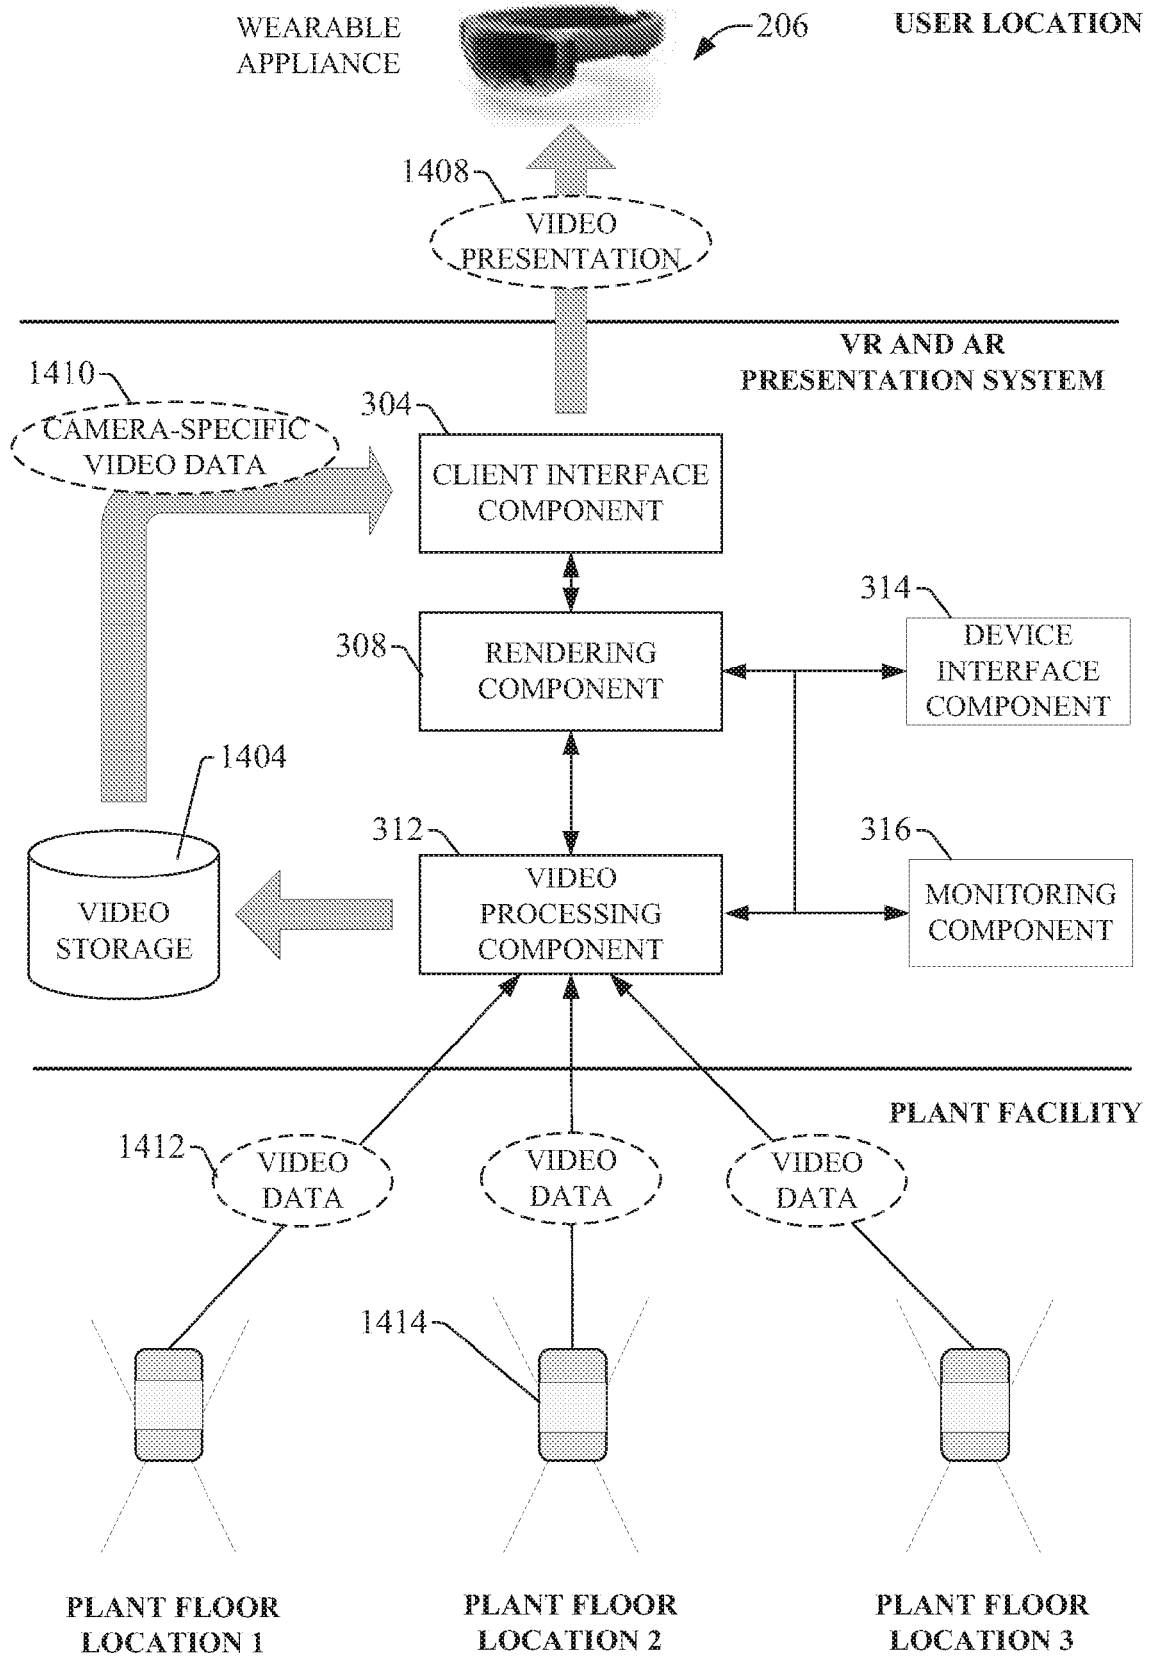 WEARABLE
APPLIANCE
206
USER LOCATION
1408
VIDEO
PRESENTATION
VR AND AR
PRESENTATION SYSTEM
1410
CAMERA-SPECIFIC
VIDEO DATA
304
CLIENT INTERFACE
COMPONENT
314
DEVICE
INTERFACE
COMPONENT
308
RENDERING
COMPONENT
1404
VIDEO
STORAGE
312
VIDEO
PROCESSING
COMPONENT
316
MONITORING
COMPONENT
PLANT FACILITY
1412
VIDEO
DATA
VIDEO
DATA
VIDEO
DATA
1414
PLANT FLOOR
LOCATION 1
PLANT FLOOR
LOCATION 2
PLANT FLOOR
LOCATION 3